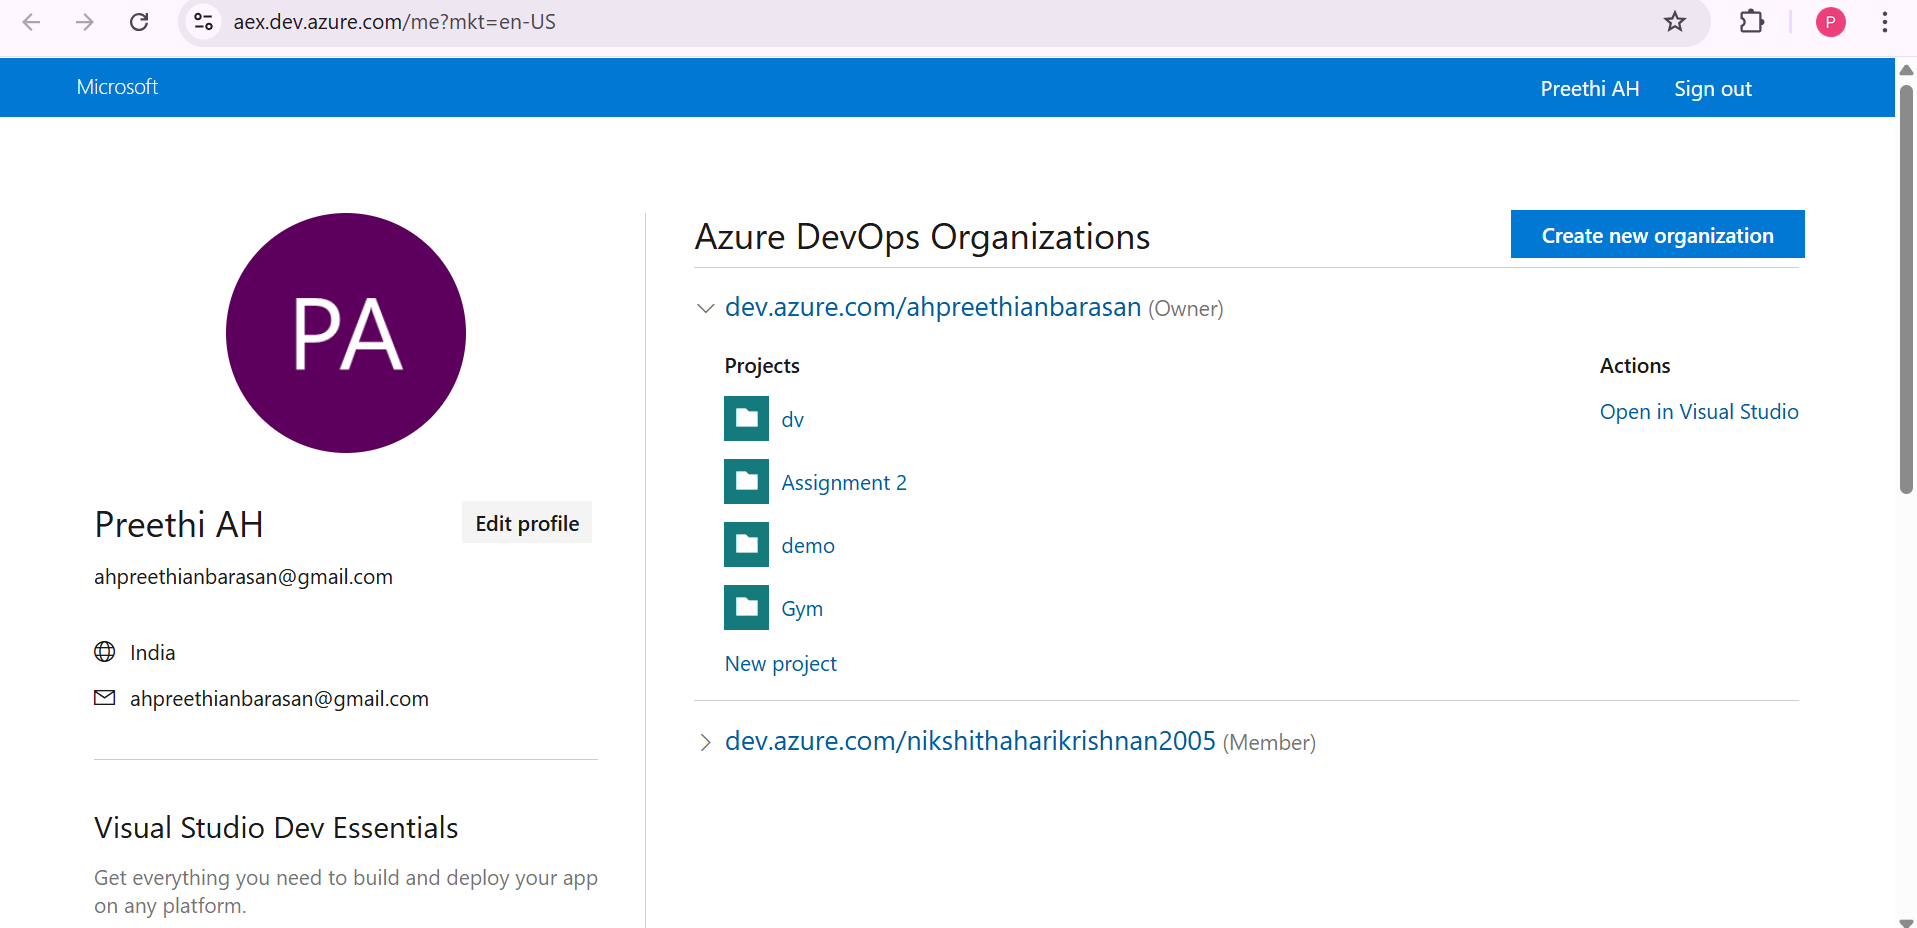 aex.dev.azure.com/me?mkt=en-US
P
Microsoft
Preethi AH
Sign out
PA
Preethi AH
Edit profile
ahpreethianbarasan@gmail.com
India
ahpreethianbarasan@gmail.com
Visual Studio Dev Essentials
Get everything you need to build and deploy your app
on any platform.
Azure DevOps Organizations
Create new organization
dev.azure.com/ahpreethianbarasan (Owner)
Projects
Actions
dv
Open in Visual Studio
Assignment 2
demo
Gym
New project
dev.azure.com/nikshithaharikrishnan2005 (Member)